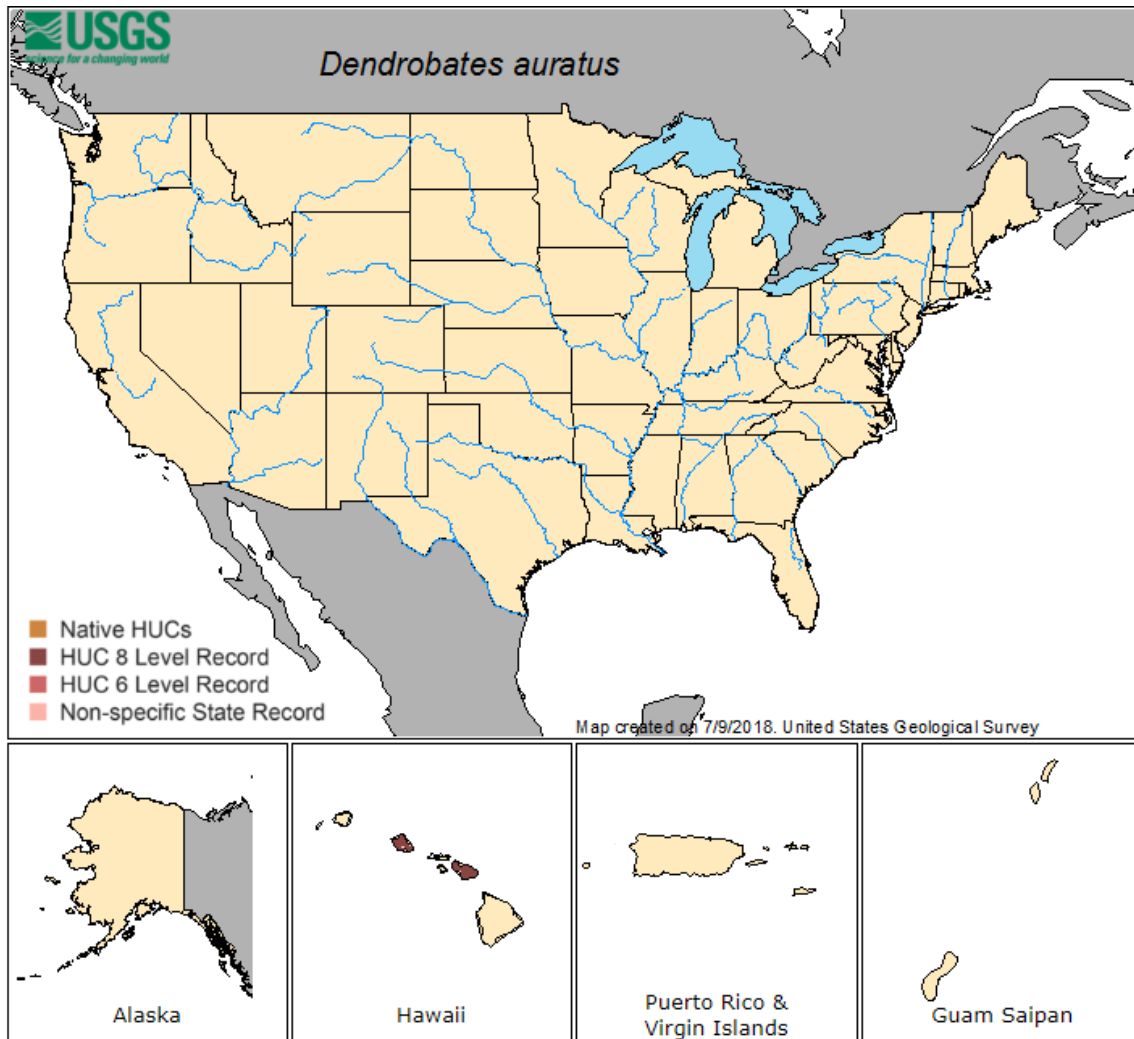 USGS
science for a changing world
Dendrobates auratus
Native HUCs
HUC 8 Level Record
HUC 6 Level Record
Non-specific State Record
Map created on 7/9/2018. United States Geological Survey
Alaska
Hawaii
Puerto Rico &
Virgin Islands
Guam Saipan